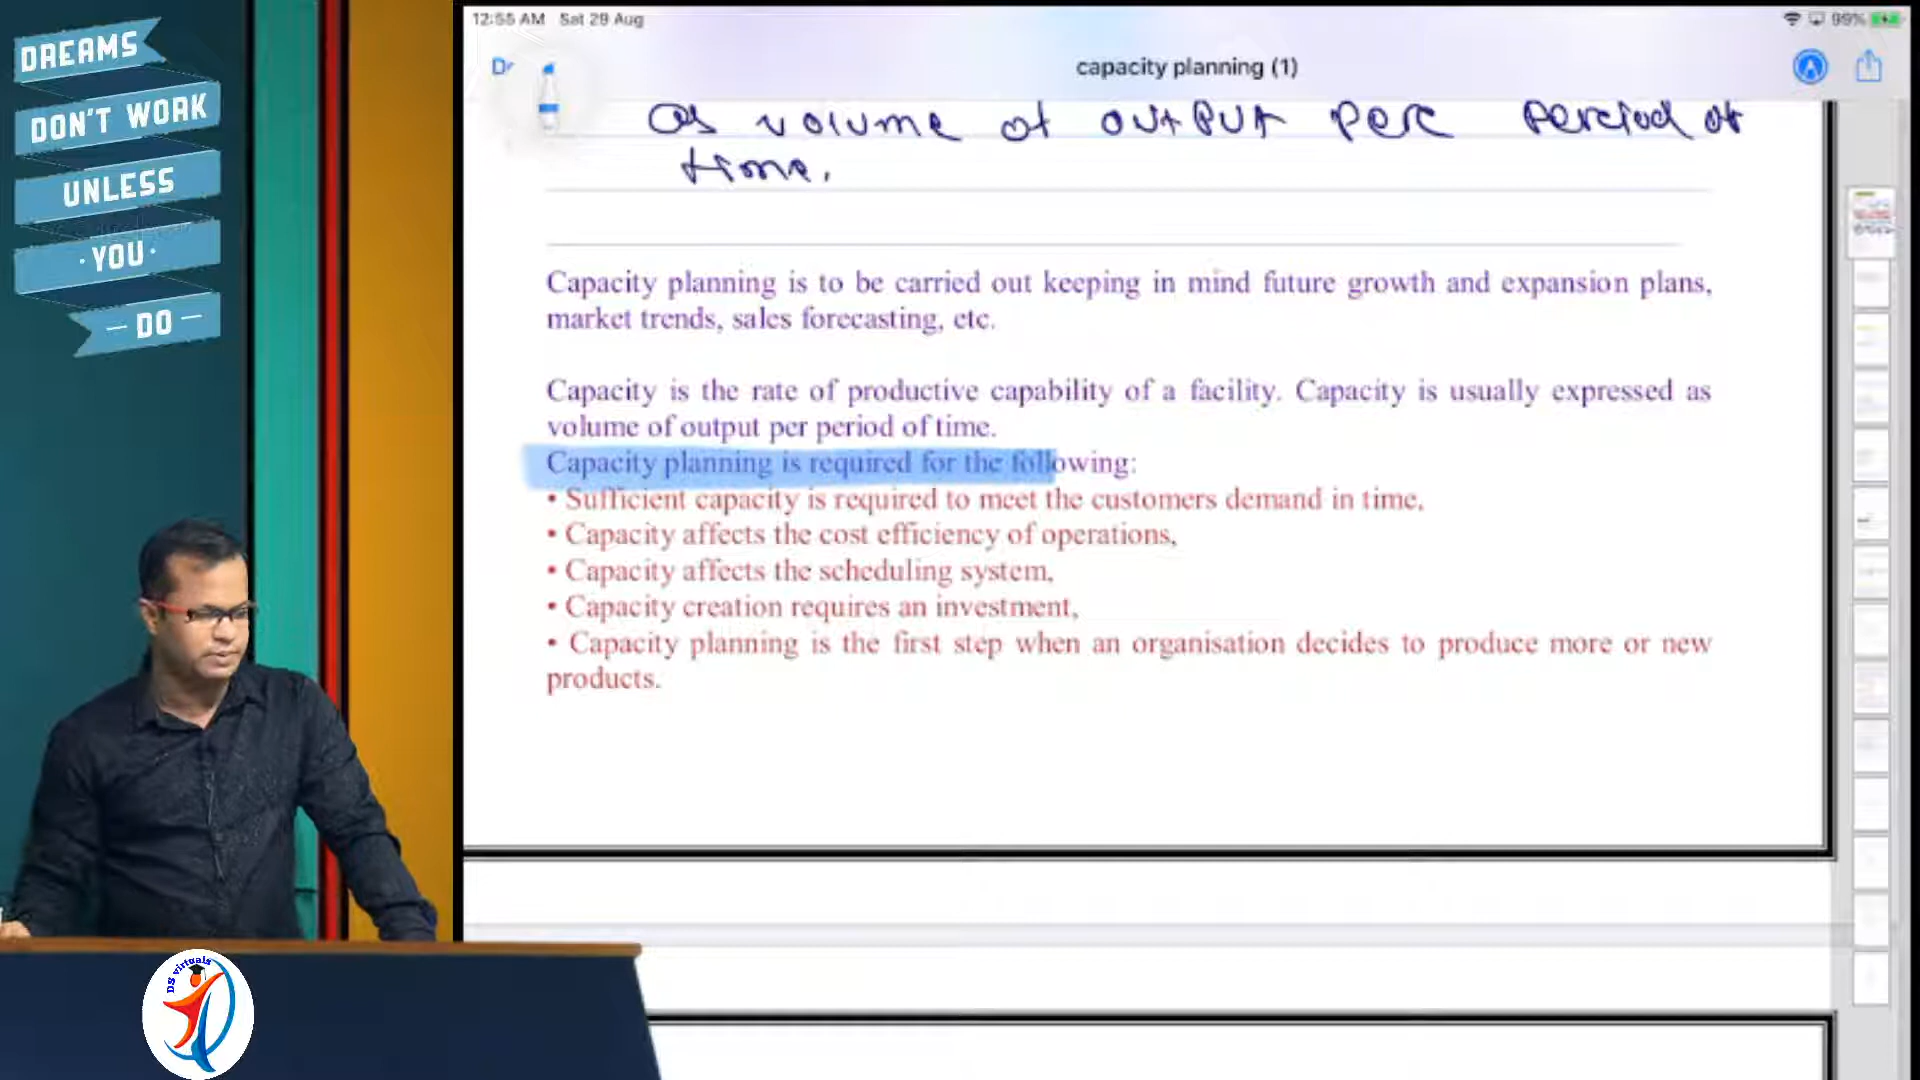 DREAMS
DON'T WORK
UNLESS
· YOU ·
— DO —
12:55 AM Sat 29 Aug
99%
Dr
capacity planning (1)
as volume of output per period of
time.
Capacity planning is to be carried out keeping in mind future growth and expansion plans,
market trends, sales forecasting, etc.
Capacity is the rate of productive capability of a facility. Capacity is usually expressed as
volume of output per period of time.
Capacity planning is required for the following:
• Sufficient capacity is required to meet the customers demand in time,
• Capacity affects the cost efficiency of operations,
• Capacity affects the scheduling system,
• Capacity creation requires an investment,
• Capacity planning is the first step when an organisation decides to produce more or new
products.
DS virtuals